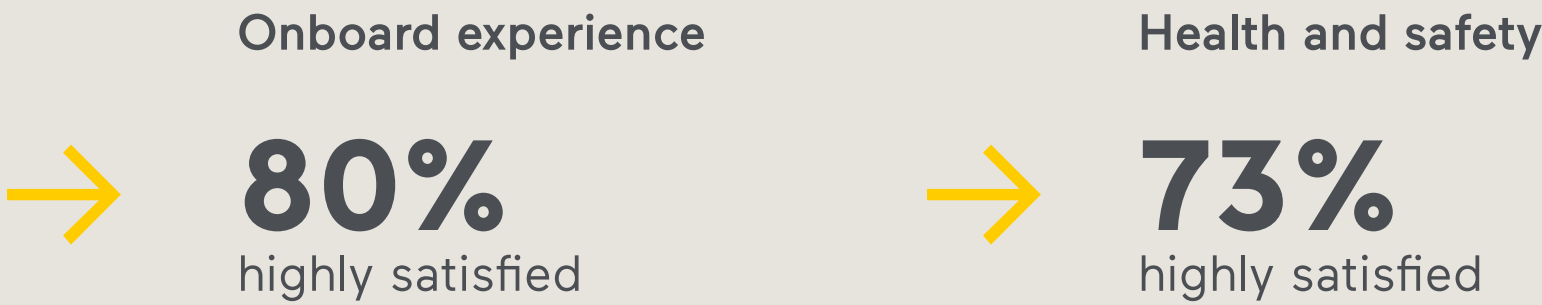 Onboard experience
80%
highly satisfied
Health and safety
73%
highly satisfied